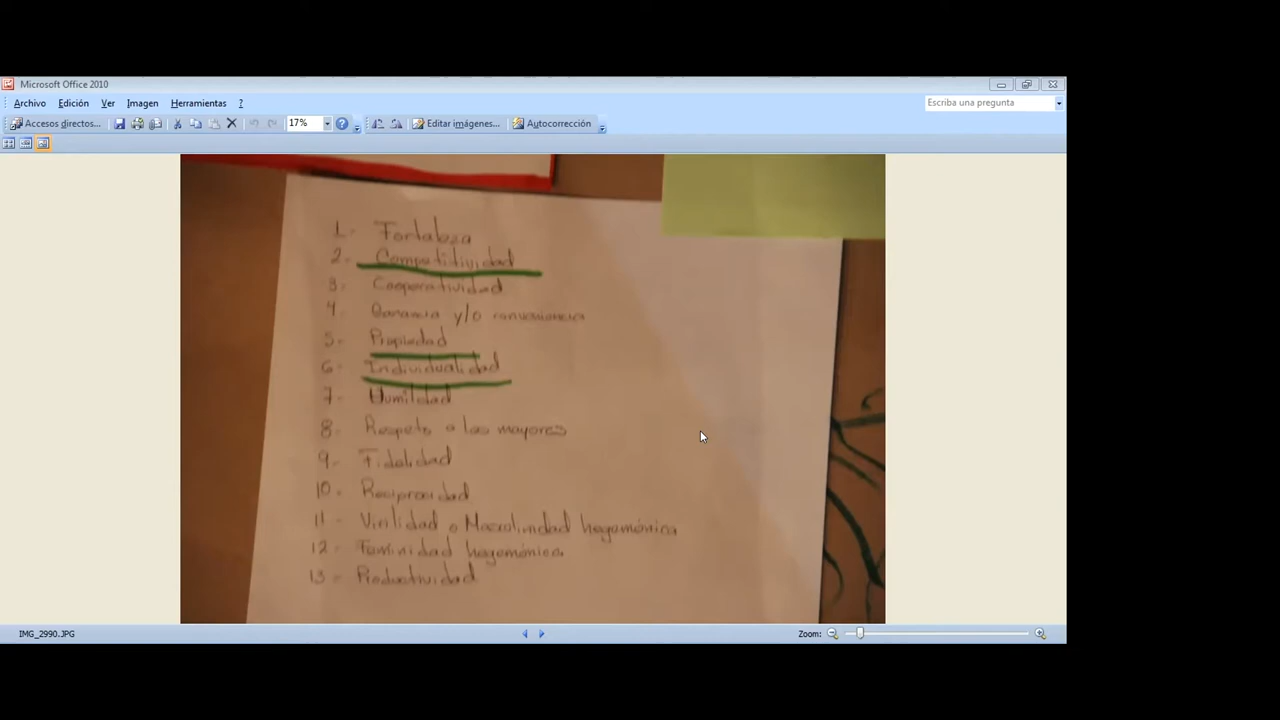 Microsoft Office 2010
Archivo Edición Ver Imagen Herramientas ? Escriba una pregunta
Accesos directos... 17% Editar imágenes... Autocorrección
1.- Fortaleza
2.- Competitividad
3.- Cooperatividad
4 Ganancia y/o conveniencia
5.- Propiedad
6.- Individualidad
7.- Humildad
8.- Respeto a los mayores
9.- Fidelidad
10.- Reciprocidad
11.- Virilidad o Masculinidad hegemónica
12.- Feminidad hegemónica
13.- Productividad
IMG_2990.JPG Zoom: